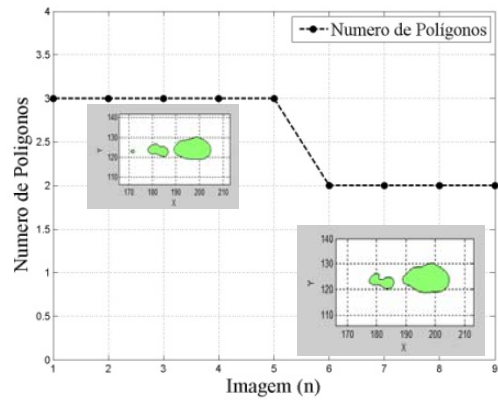 4
3.5
3
2.5
2
1.5
1
0.5
0
1 2 3 4 5 6 7 8 9
Numero de Poligonos
Imagem (n)
Numero de Polígonos
140
130
120
110
170 180 190 200 210
Y
X
140
130
120
110
170 180 190 200 210
Y
X